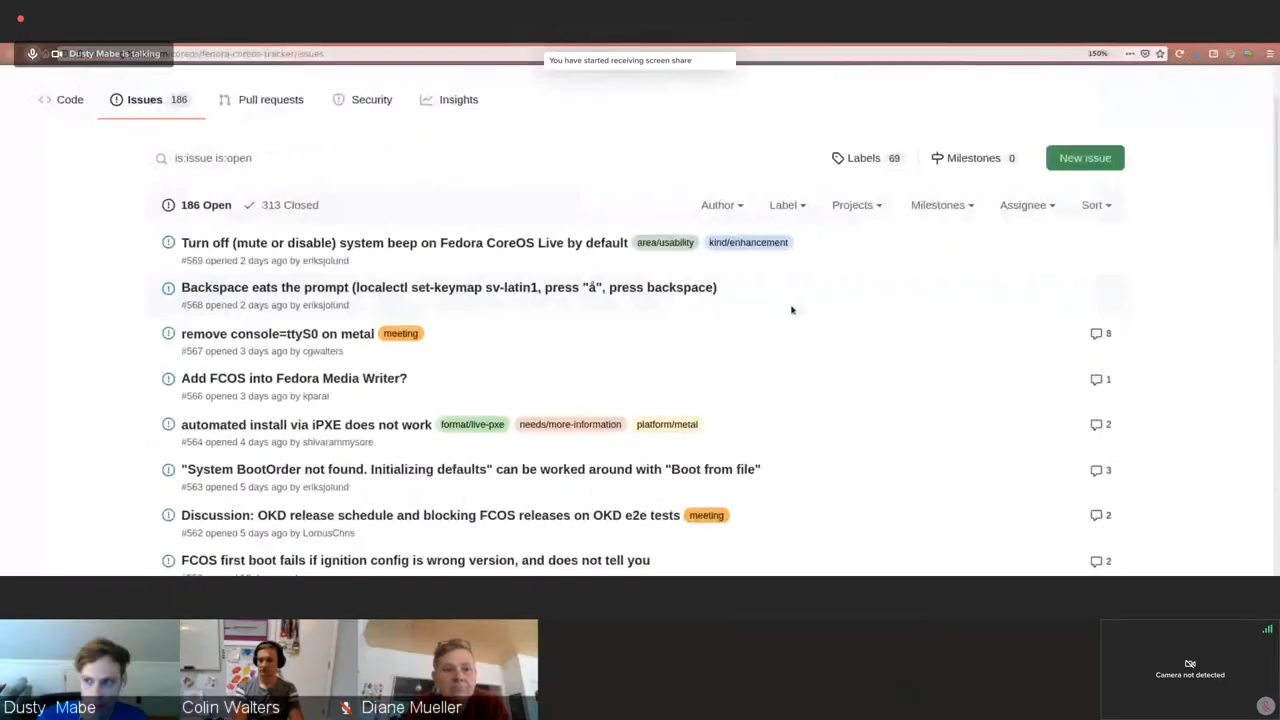 Dusty Mabe is talking
/fedora-coreos-tracker/issues
150%
You have started receiving screen share
Code
Issues 186
Pull requests
Security
Insights
is:issue is:open
Labels 69
Milestones 0
New issue
186 Open
313 Closed
Author
Label
Projects
Milestones
Assignee
Sort
Turn off (mute or disable) system beep on Fedora CoreOS Live by default area/usability kind/enhancement
#569 opened 2 days ago by eriksjolund
Backspace eats the prompt (localectl set-keymap sv-latin1, press "å", press backspace)
#568 opened 2 days ago by eriksjolund
remove console=ttyS0 on metal meeting 8
#567 opened 3 days ago by cgwalters
Add FCOS into Fedora Media Writer? 1
#566 opened 3 days ago by kparal
automated install via iPXE does not work format/live-pxe needs/more-information platform/metal 2
#564 opened 4 days ago by shivarammysore
"System BootOrder not found. Initializing defaults" can be worked around with "Boot from file" 3
#563 opened 5 days ago by eriksjolund
Discussion: OKD release schedule and blocking FCOS releases on OKD e2e tests meeting 2
#562 opened 5 days ago by LorbusChris
FCOS first boot fails if ignition config is wrong version, and does not tell you 2
Dusty Mabe
Colin Walters
Diane Mueller
Camera not detected